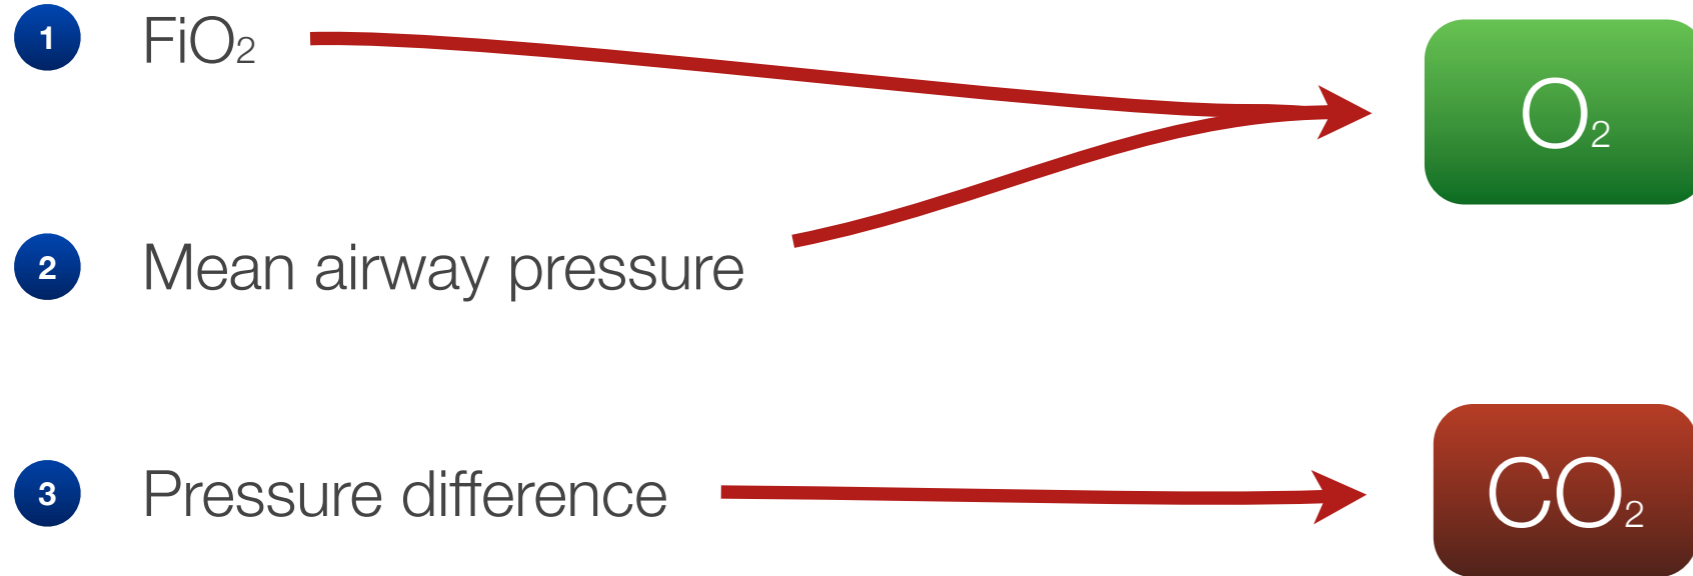 1 FiO₂
O₂
2 Mean airway pressure
3 Pressure difference
CO₂